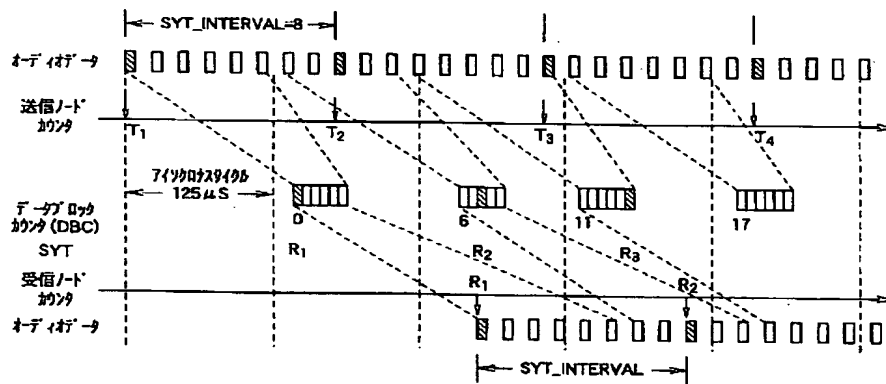 SYT_INTERVAL=8
オーディオデータ
送信ノード
カウンタ
T1 T2 T3 T4
アイソクロナスサイクル
125μS
データブロック
カウンタ(DBC)
0 6 11 17
SYT
R1 R2 R3
受信ノード
カウンタ
R1 R2
オーディオデータ
SYT_INTERVAL